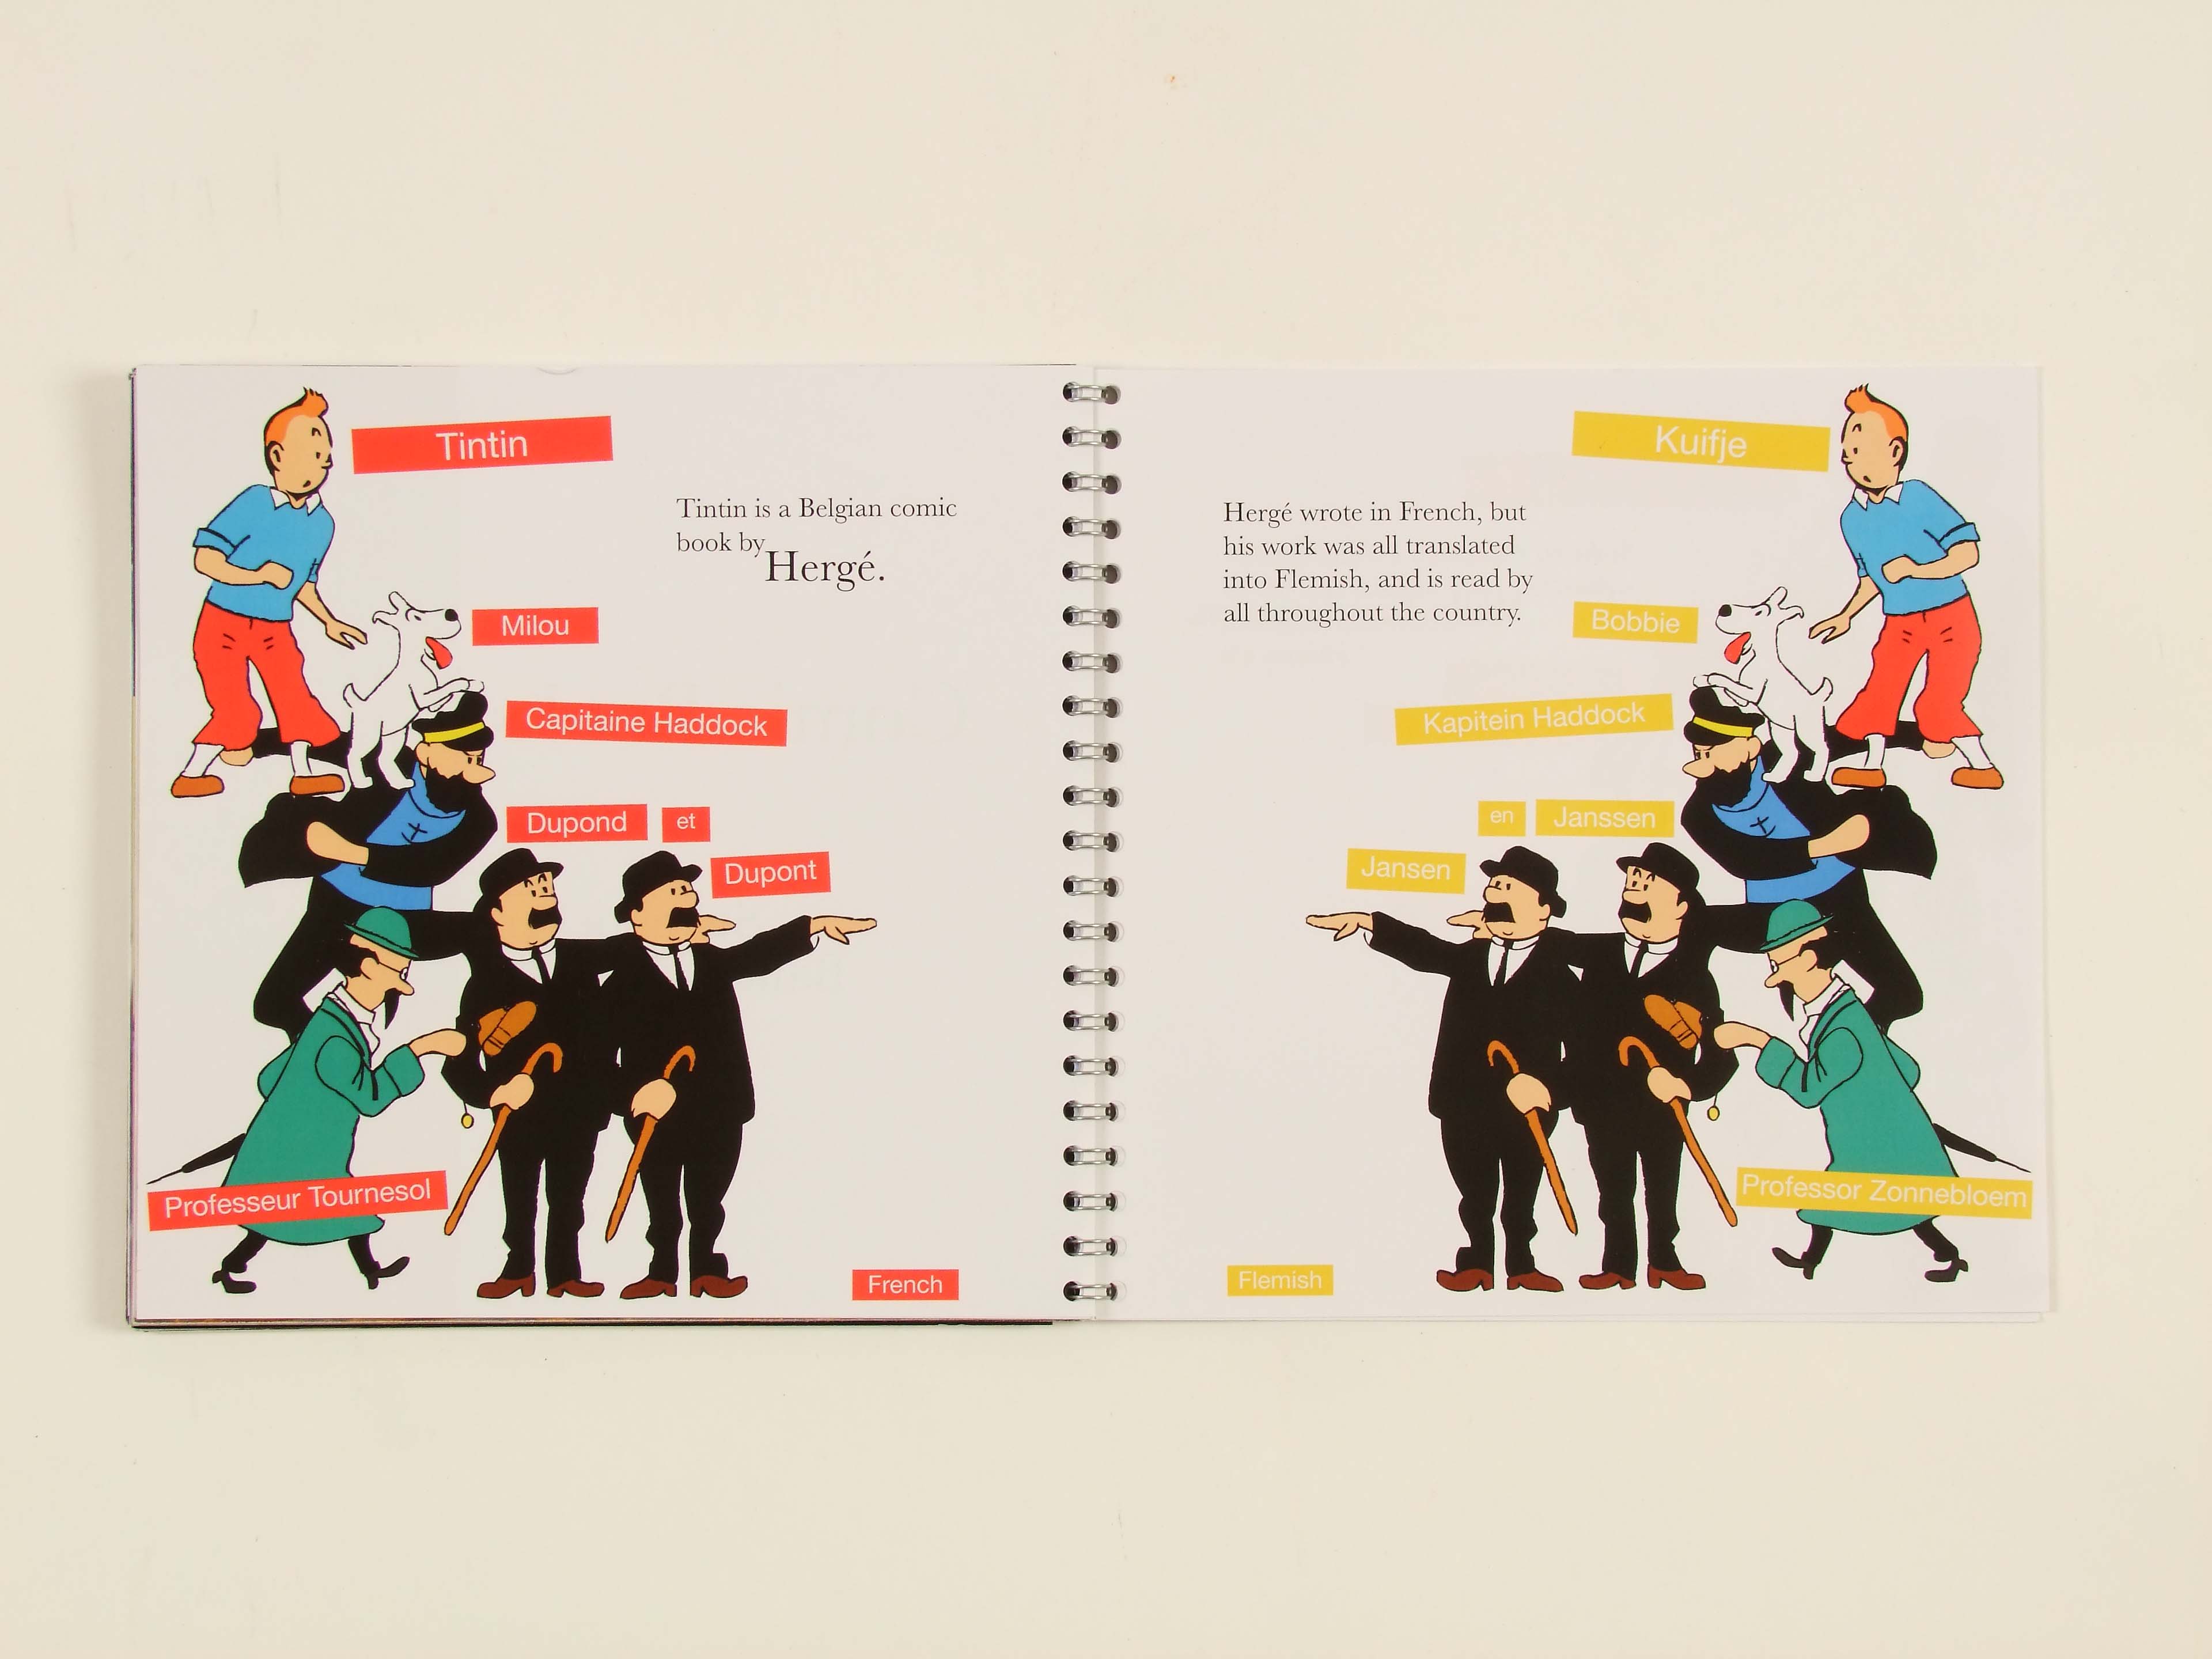 Tintin
Tintin is a Belgian comic
book by Hergé.
Milou
Capitaine Haddock
Dupond et
Dupont
Professeur Tournesol
French
Kuifje
Hergé wrote in French, but
his work was all translated
into Flemish, and is read by
all throughout the country.
Bobbie
Kapitein Haddock
en Janssen
Jansen
Professor Zonnebloem
Flemish